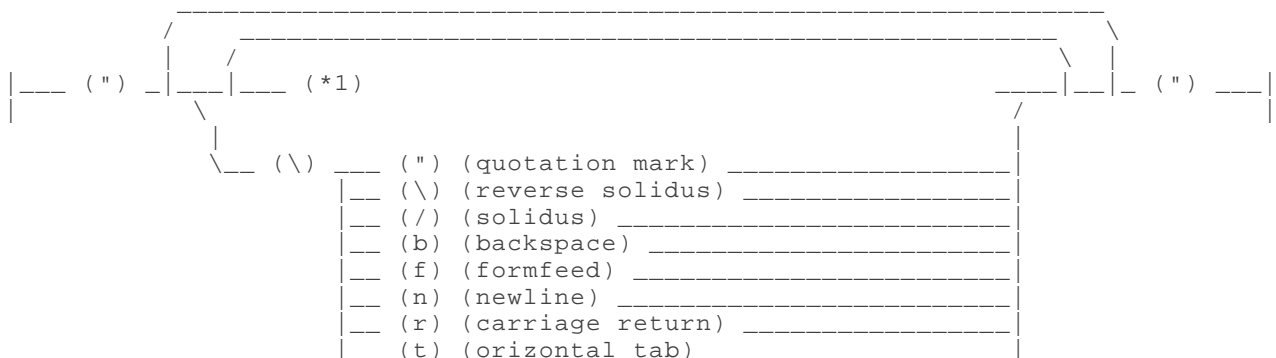 (") (*1) (")
(\) (") (quotation mark)
(\) (reverse solidus)
(/) (solidus)
(b) (backspace)
(f) (formfeed)
(n) (newline)
(r) (carriage return)
(t) (orizontal tab)